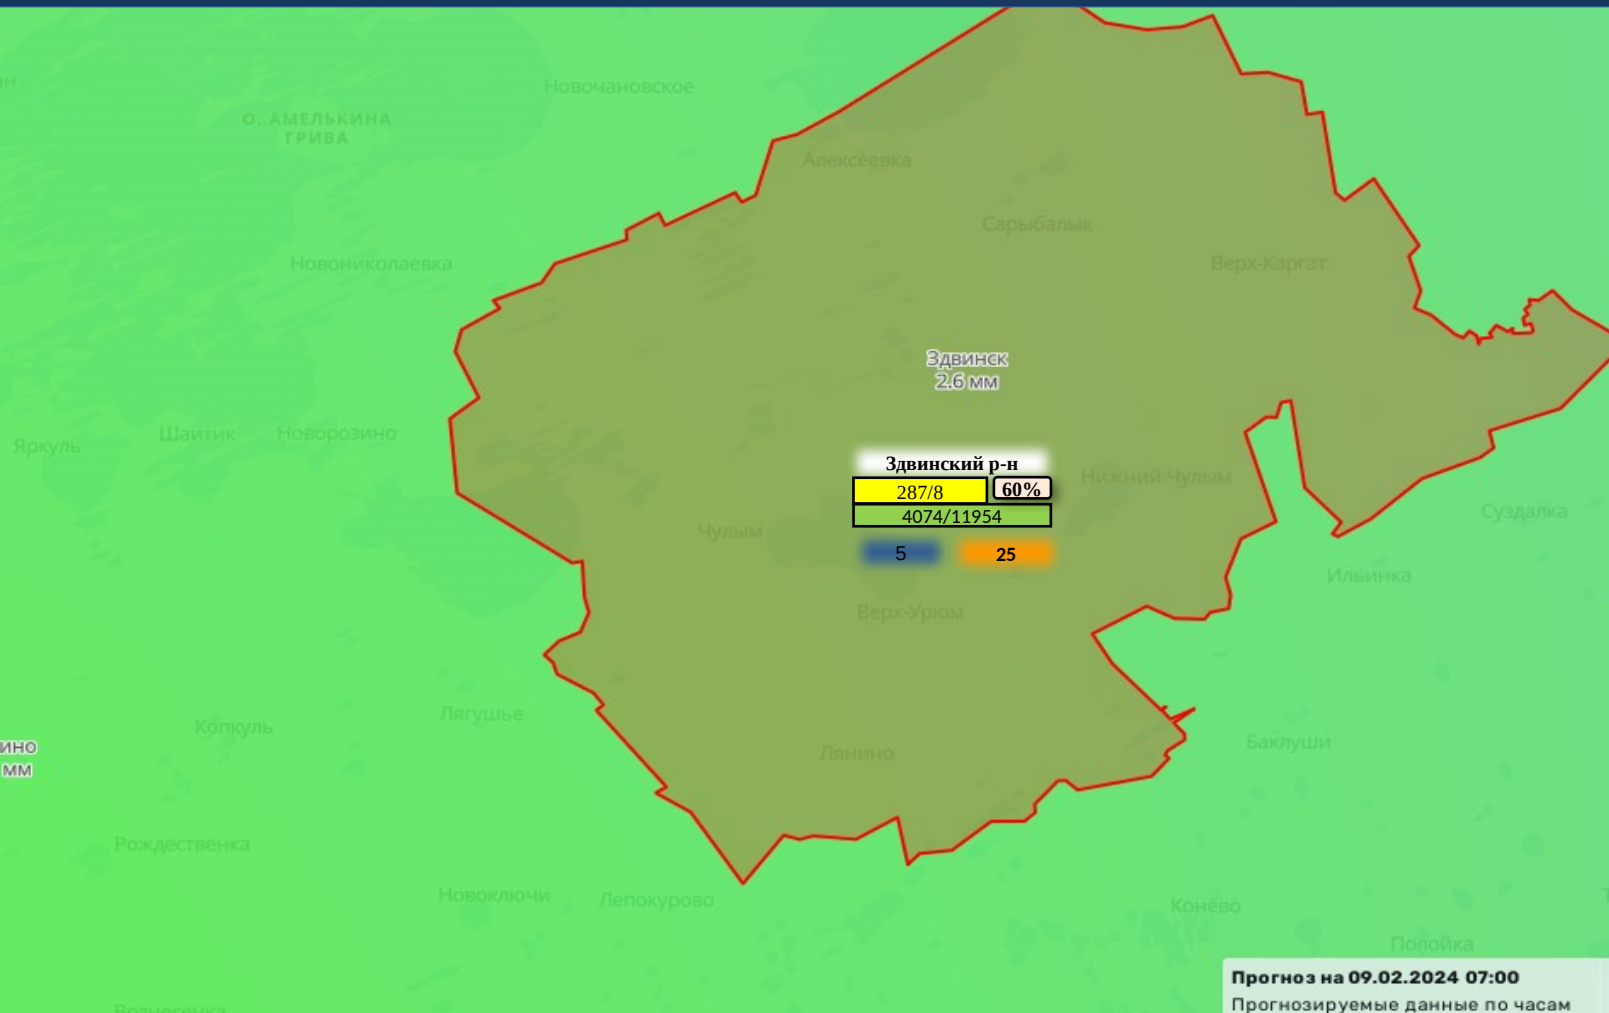 Новочановское
О. АМЕЛЬКИНА
ГРИВА
Алексеевка
Сарыбалык
Новониколаевка
Верх-Каргат
Здвинск
2.6 мм
Яркуль
Шаитик
Новорозино
Здвинский р-н
287/8
60%
Нижний Чулым
4074/11954
Суздалка
Чулым
5
25
Ильинка
Верх-Урюм
Лягушье
Копкуль
ино
мм
Баклуши
Лянино
Рождественка
Новоключи
Лепокурово
Конёво
Полойка
Прогноз на 09.02.2024 07:00
Прогнозируемые данные по часам